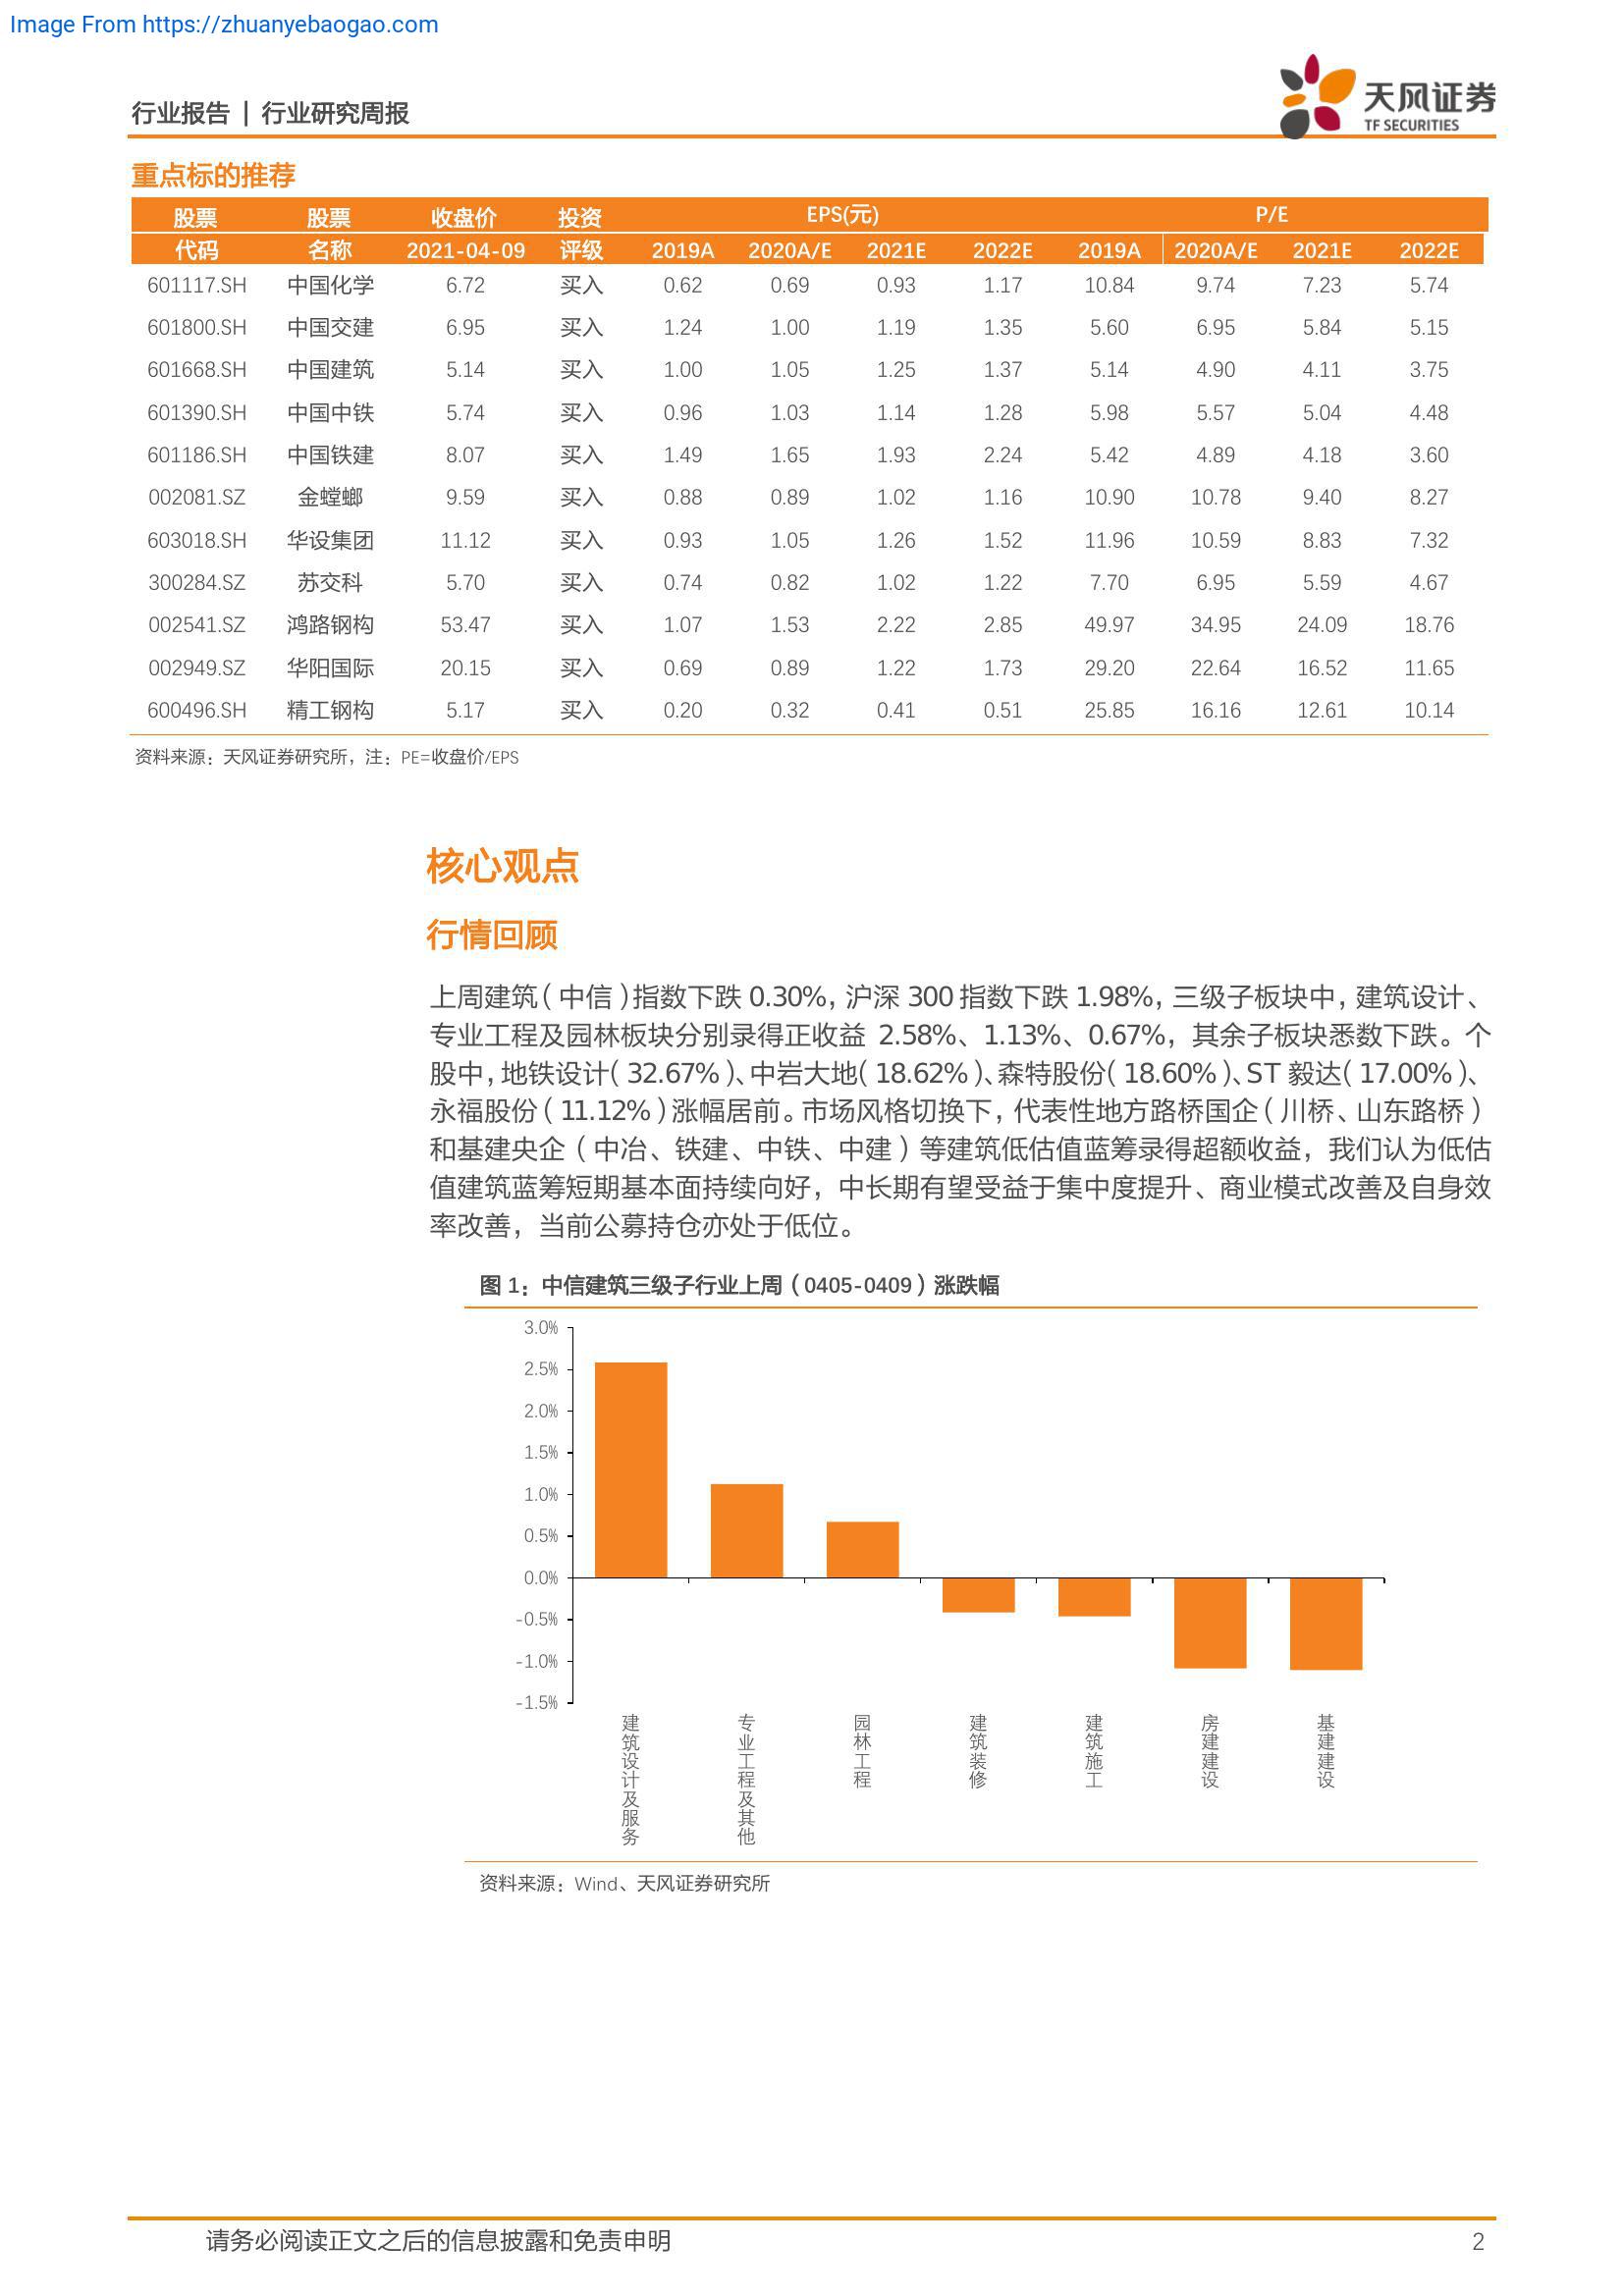 Image From https://zhuanyebaogao.com
行业报告 | 行业研究周报
天风证券
TF SECURITIES
重点标的推荐
股票 股票 收盘价 投资 EPS(元) P/E
代码 名称 2021-04-09 评级 2019A 2020A/E 2021E 2022E 2019A 2020A/E 2021E 2022E
601117.SH 中国化学 6.72 买入 0.62 0.69 0.93 1.17 10.84 9.74 7.23 5.74
601800.SH 中国交建 6.95 买入 1.24 1.00 1.19 1.35 5.60 6.95 5.84 5.15
601668.SH 中国建筑 5.14 买入 1.00 1.05 1.25 1.37 5.14 4.90 4.11 3.75
601390.SH 中国中铁 5.74 买入 0.96 1.03 1.14 1.28 5.98 5.57 5.04 4.48
601186.SH 中国铁建 8.07 买入 1.49 1.65 1.93 2.24 5.42 4.89 4.18 3.60
002081.SZ 金螳螂 9.59 买入 0.88 0.89 1.02 1.16 10.90 10.78 9.40 8.27
603018.SH 华设集团 11.12 买入 0.93 1.05 1.26 1.52 11.96 10.59 8.83 7.32
300284.SZ 苏交科 5.70 买入 0.74 0.82 1.02 1.22 7.70 6.95 5.59 4.67
002541.SZ 鸿路钢构 53.47 买入 1.07 1.53 2.22 2.85 49.97 34.95 24.09 18.76
002949.SZ 华阳国际 20.15 买入 0.69 0.89 1.22 1.73 29.20 22.64 16.52 11.65
600496.SH 精工钢构 5.17 买入 0.20 0.32 0.41 0.51 25.85 16.16 12.61 10.14
资料来源：天风证券研究所，注：PE=收盘价/EPS
核心观点
行情回顾
上周建筑（中信）指数下跌 0.30%，沪深 300 指数下跌 1.98%，三级子板块中，建筑设计、
专业工程及园林板块分别录得正收益 2.58%、1.13%、0.67%，其余子板块悉数下跌。个
股中，地铁设计（32.67%）、中岩大地（18.62%）、森特股份（18.60%）、ST 毅达（17.00%）、
永福股份（11.12%）涨幅居前。市场风格切换下，代表性地方路桥国企（川桥、山东路桥）
和基建央企（中冶、铁建、中铁、中建）等建筑低估值蓝筹录得超额收益，我们认为低估
值建筑蓝筹短期基本面持续向好，中长期有望受益于集中度提升、商业模式改善及自身效
率改善，当前公募持仓亦处于低位。
图 1：中信建筑三级子行业上周（0405-0409）涨跌幅
3.0%
2.5%
2.0%
1.5%
1.0%
0.5%
0.0%
-0.5%
-1.0%
-1.5%
建筑设计及服务
专业工程及其他
园林工程
建筑装修
建筑施工
房建建设
基建建设
资料来源：Wind、天风证券研究所
请务必阅读正文之后的信息披露和免责申明 2